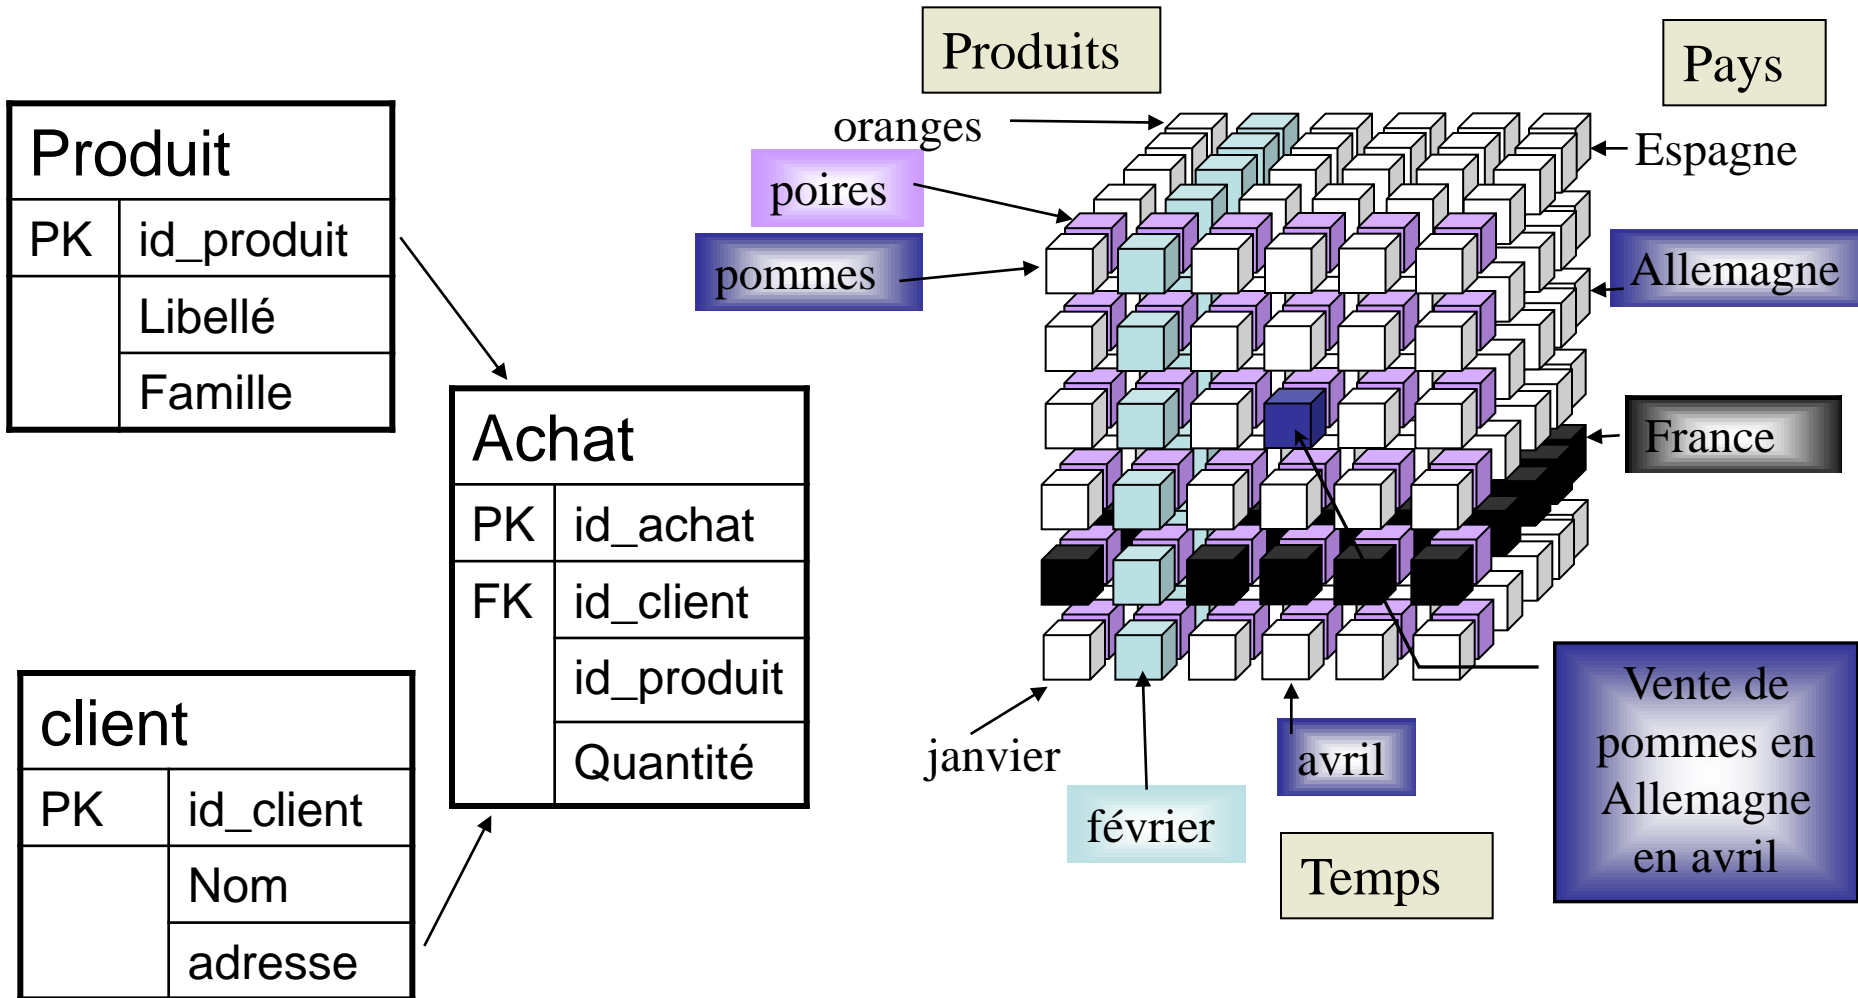 Produit
PK id_produit
Libellé
Famille
Achat
PK id_achat
FK id_client
id_produit
Quantité
client
PK id_client
Nom
adresse
Produits
Pays
oranges
Espagne
poires
pommes
Allemagne
France
janvier
février
avril
Temps
Vente de
pommes en
Allemagne
en avril